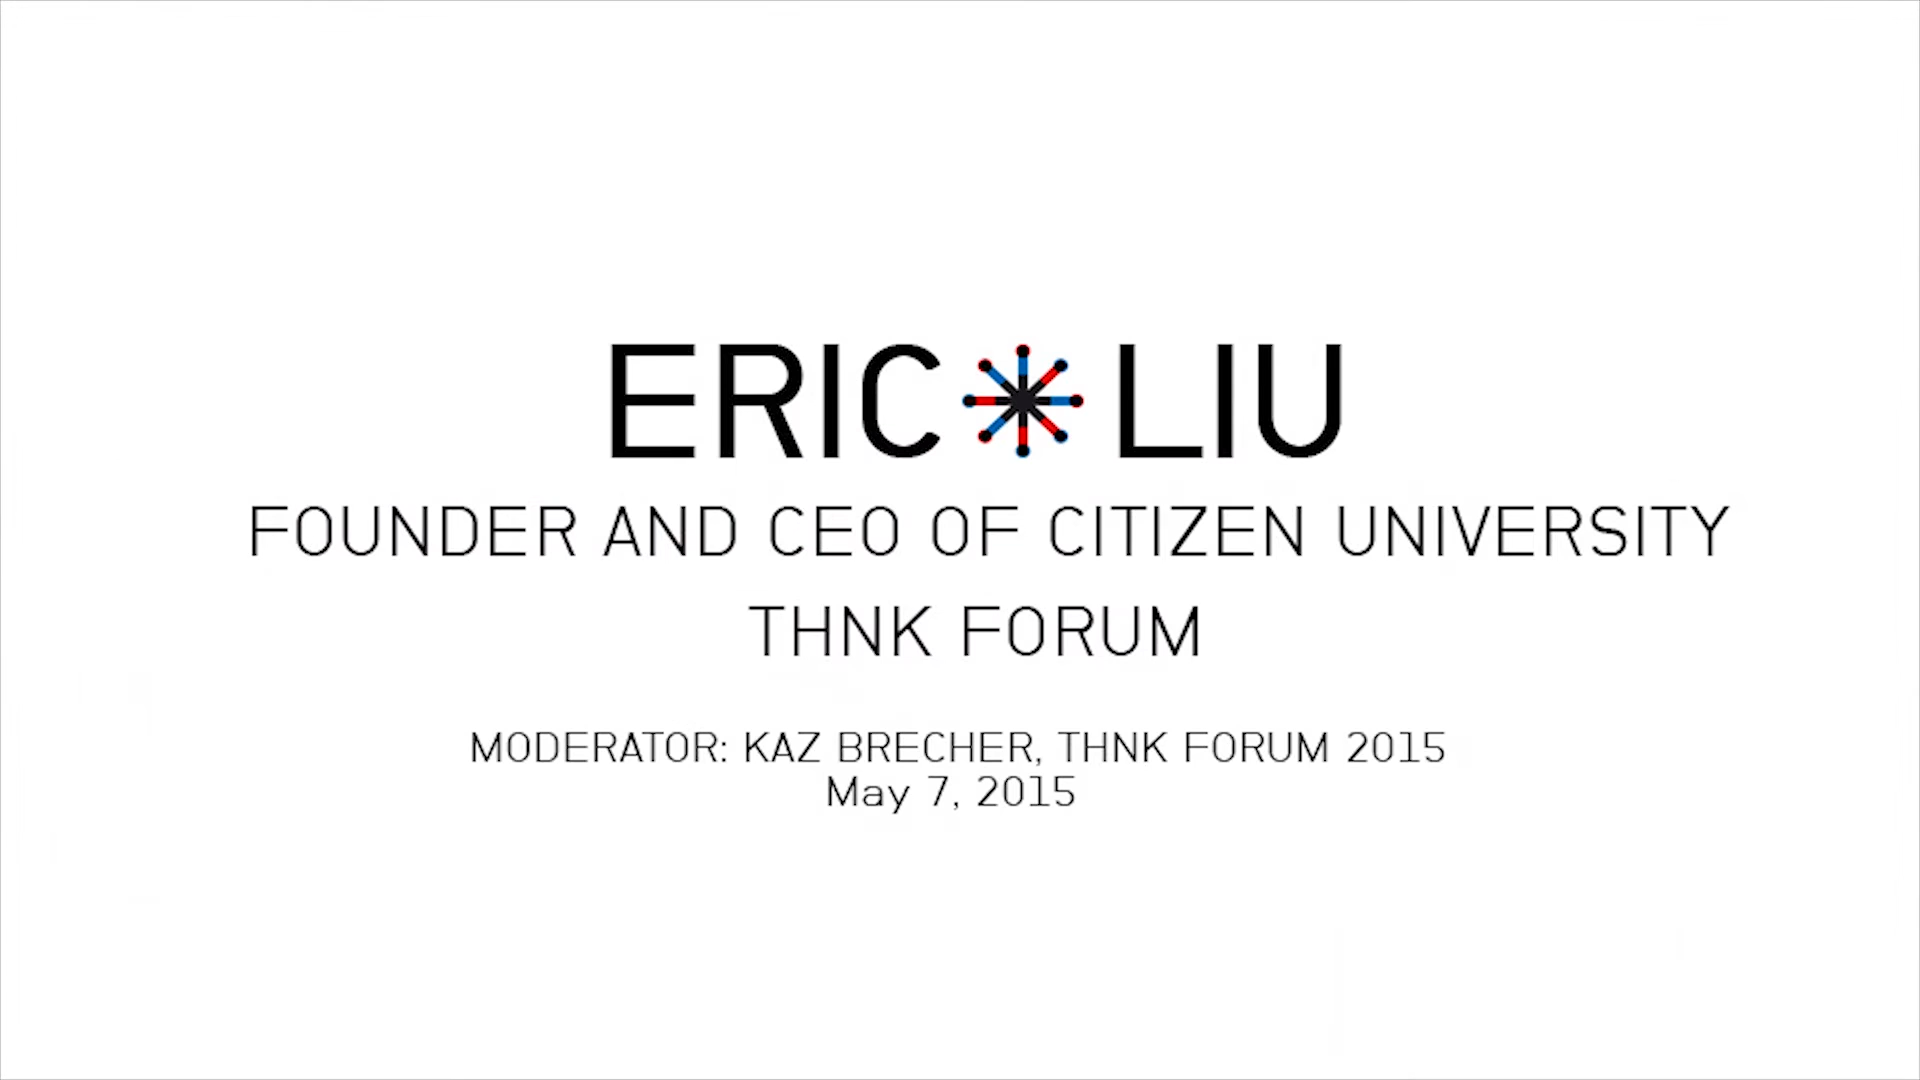 ERIC LIU
FOUNDER AND CEO OF CITIZEN UNIVERSITY
THNK FORUM
MODERATOR: KAZ BRECHER, THNK FORUM 2015
May 7, 2015